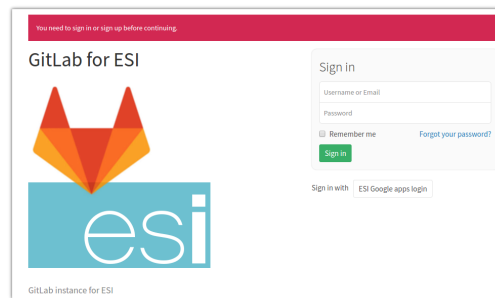 You need to sign in or sign up before continuing.
GitLab for ESI
esi
GitLab instance for ESI
Sign in
Username or Email
Password
Remember me
Forgot your password?
Sign in
Sign in with
ESI Google apps login